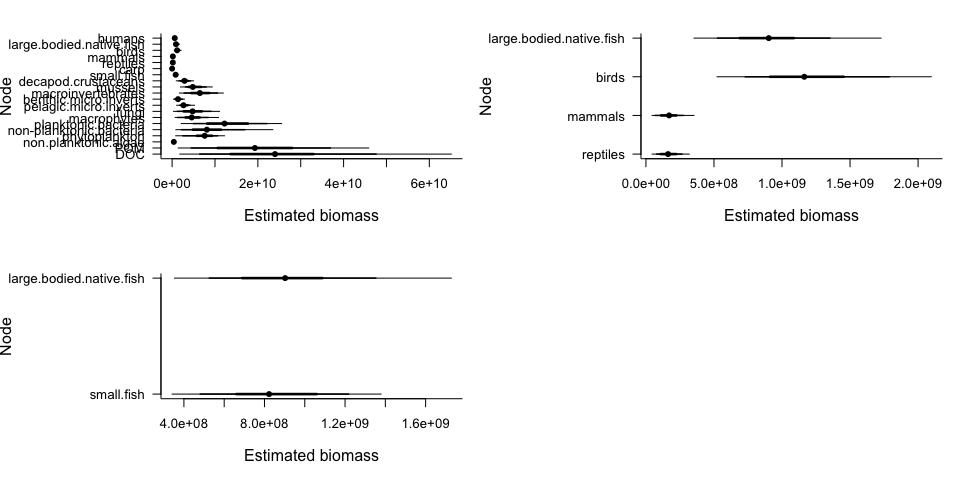 humans
large.bodied.native.fish
birds
mammals
reptiles
carp
small.fish
decapod.crustaceans
mussels
macroinvertebrates
benthic.micro.inverts
pelagic.micro.inverts
fungi
macrophytes
planktonic.bacteria
non-planktonic.bacteria
phytoplankton
non.planktonic.algae
POM
DOC
Node
0e+00 2e+10 4e+10 6e+10
Estimated biomass
large.bodied.native.fish
birds
mammals
reptiles
Node
0.0e+00 5.0e+08 1.0e+09 1.5e+09 2.0e+09
Estimated biomass
large.bodied.native.fish
small.fish
Node
4.0e+08 8.0e+08 1.2e+09 1.6e+09
Estimated biomass